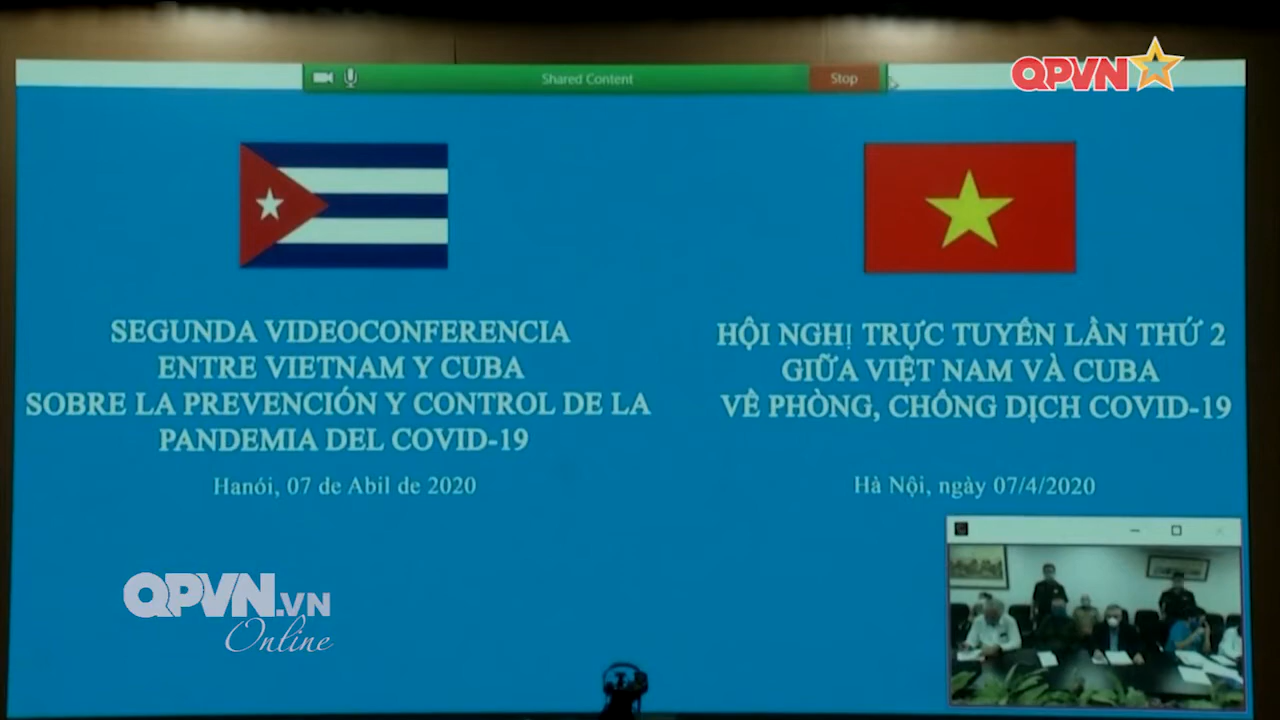 Shared Content
Stop
QPVN
SEGUNDA VIDEOCONFERENCIA
ENTRE VIETNAM Y CUBA
SOBRE LA PREVENCIÓN Y CONTROL DE LA
PANDEMIA DEL COVID-19
Hanói, 07 de Abil de 2020
HỘI NGHỊ TRỰC TUYẾN LẦN THỨ 2
GIỮA VIỆT NAM VÀ CUBA
VỀ PHÒNG, CHỐNG DỊCH COVID-19
Hà Nội, ngày 07/4/2020
QPVN.VN
Online